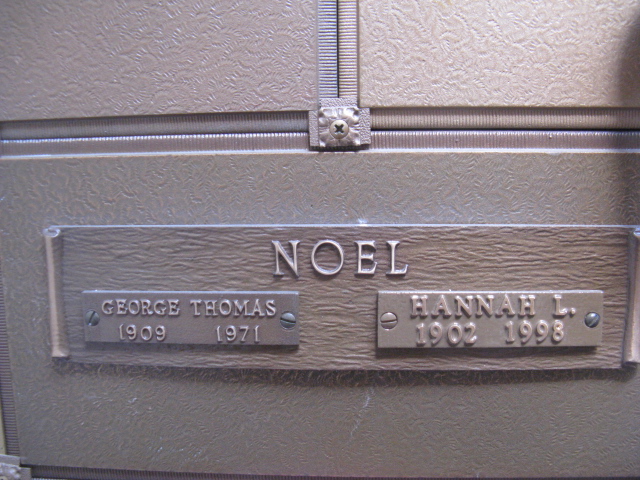 NOEL
GEORGE THOMAS
1909 1971
HANNAH L.
1902 1998